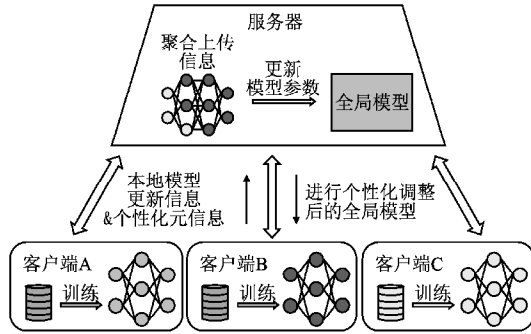 服务器
聚合上传
信息
更新
模型参数
全局模型
本地模型
更新信息
&个性化元信息
进行个性化调整
后的全局模型
客户端A
训练
客户端B
训练
客户端C
训练